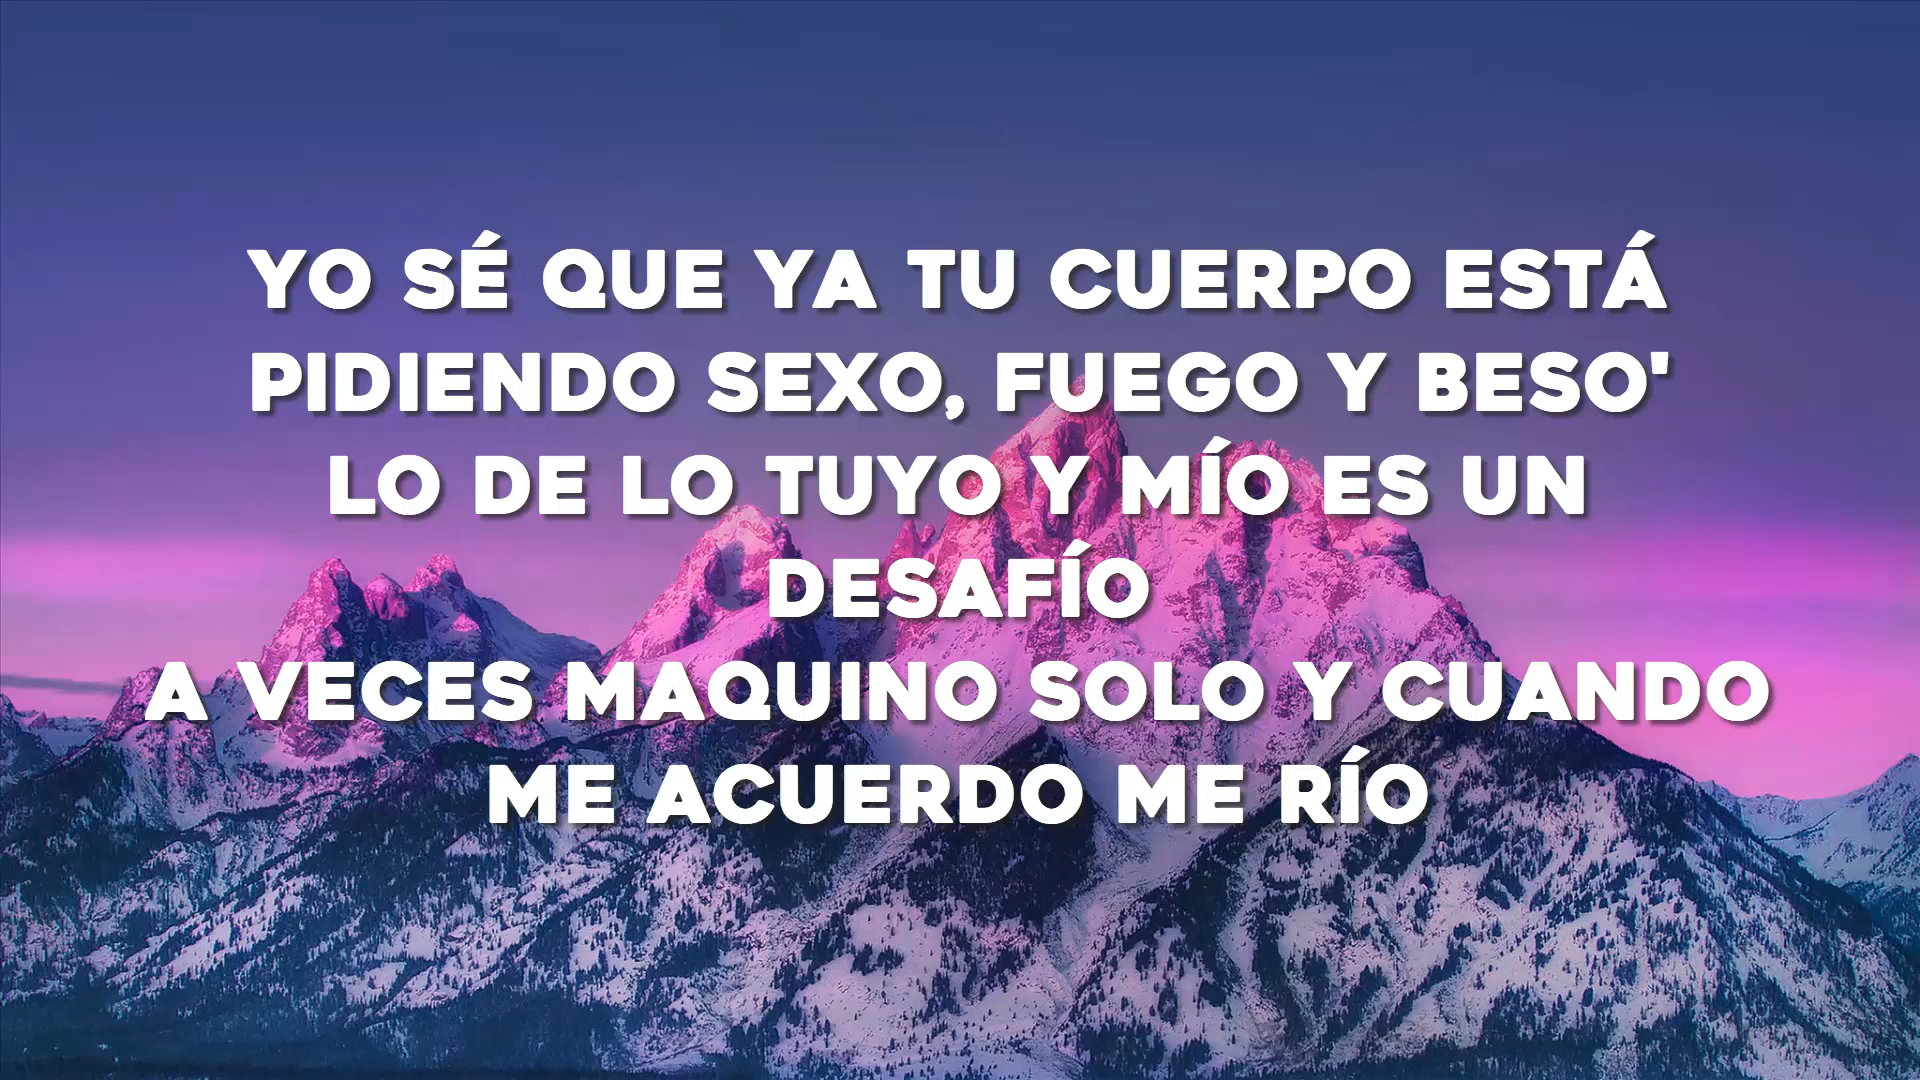 YO SÉ QUE YA TU CUERPO ESTÁ
PIDIENDO SEXO, FUEGO Y BESO'
LO DE LO TUYO Y MÍO ES UN
DESAFÍO
A VECES MAQUINO SOLO Y CUANDO
ME ACUERDO ME RÍO